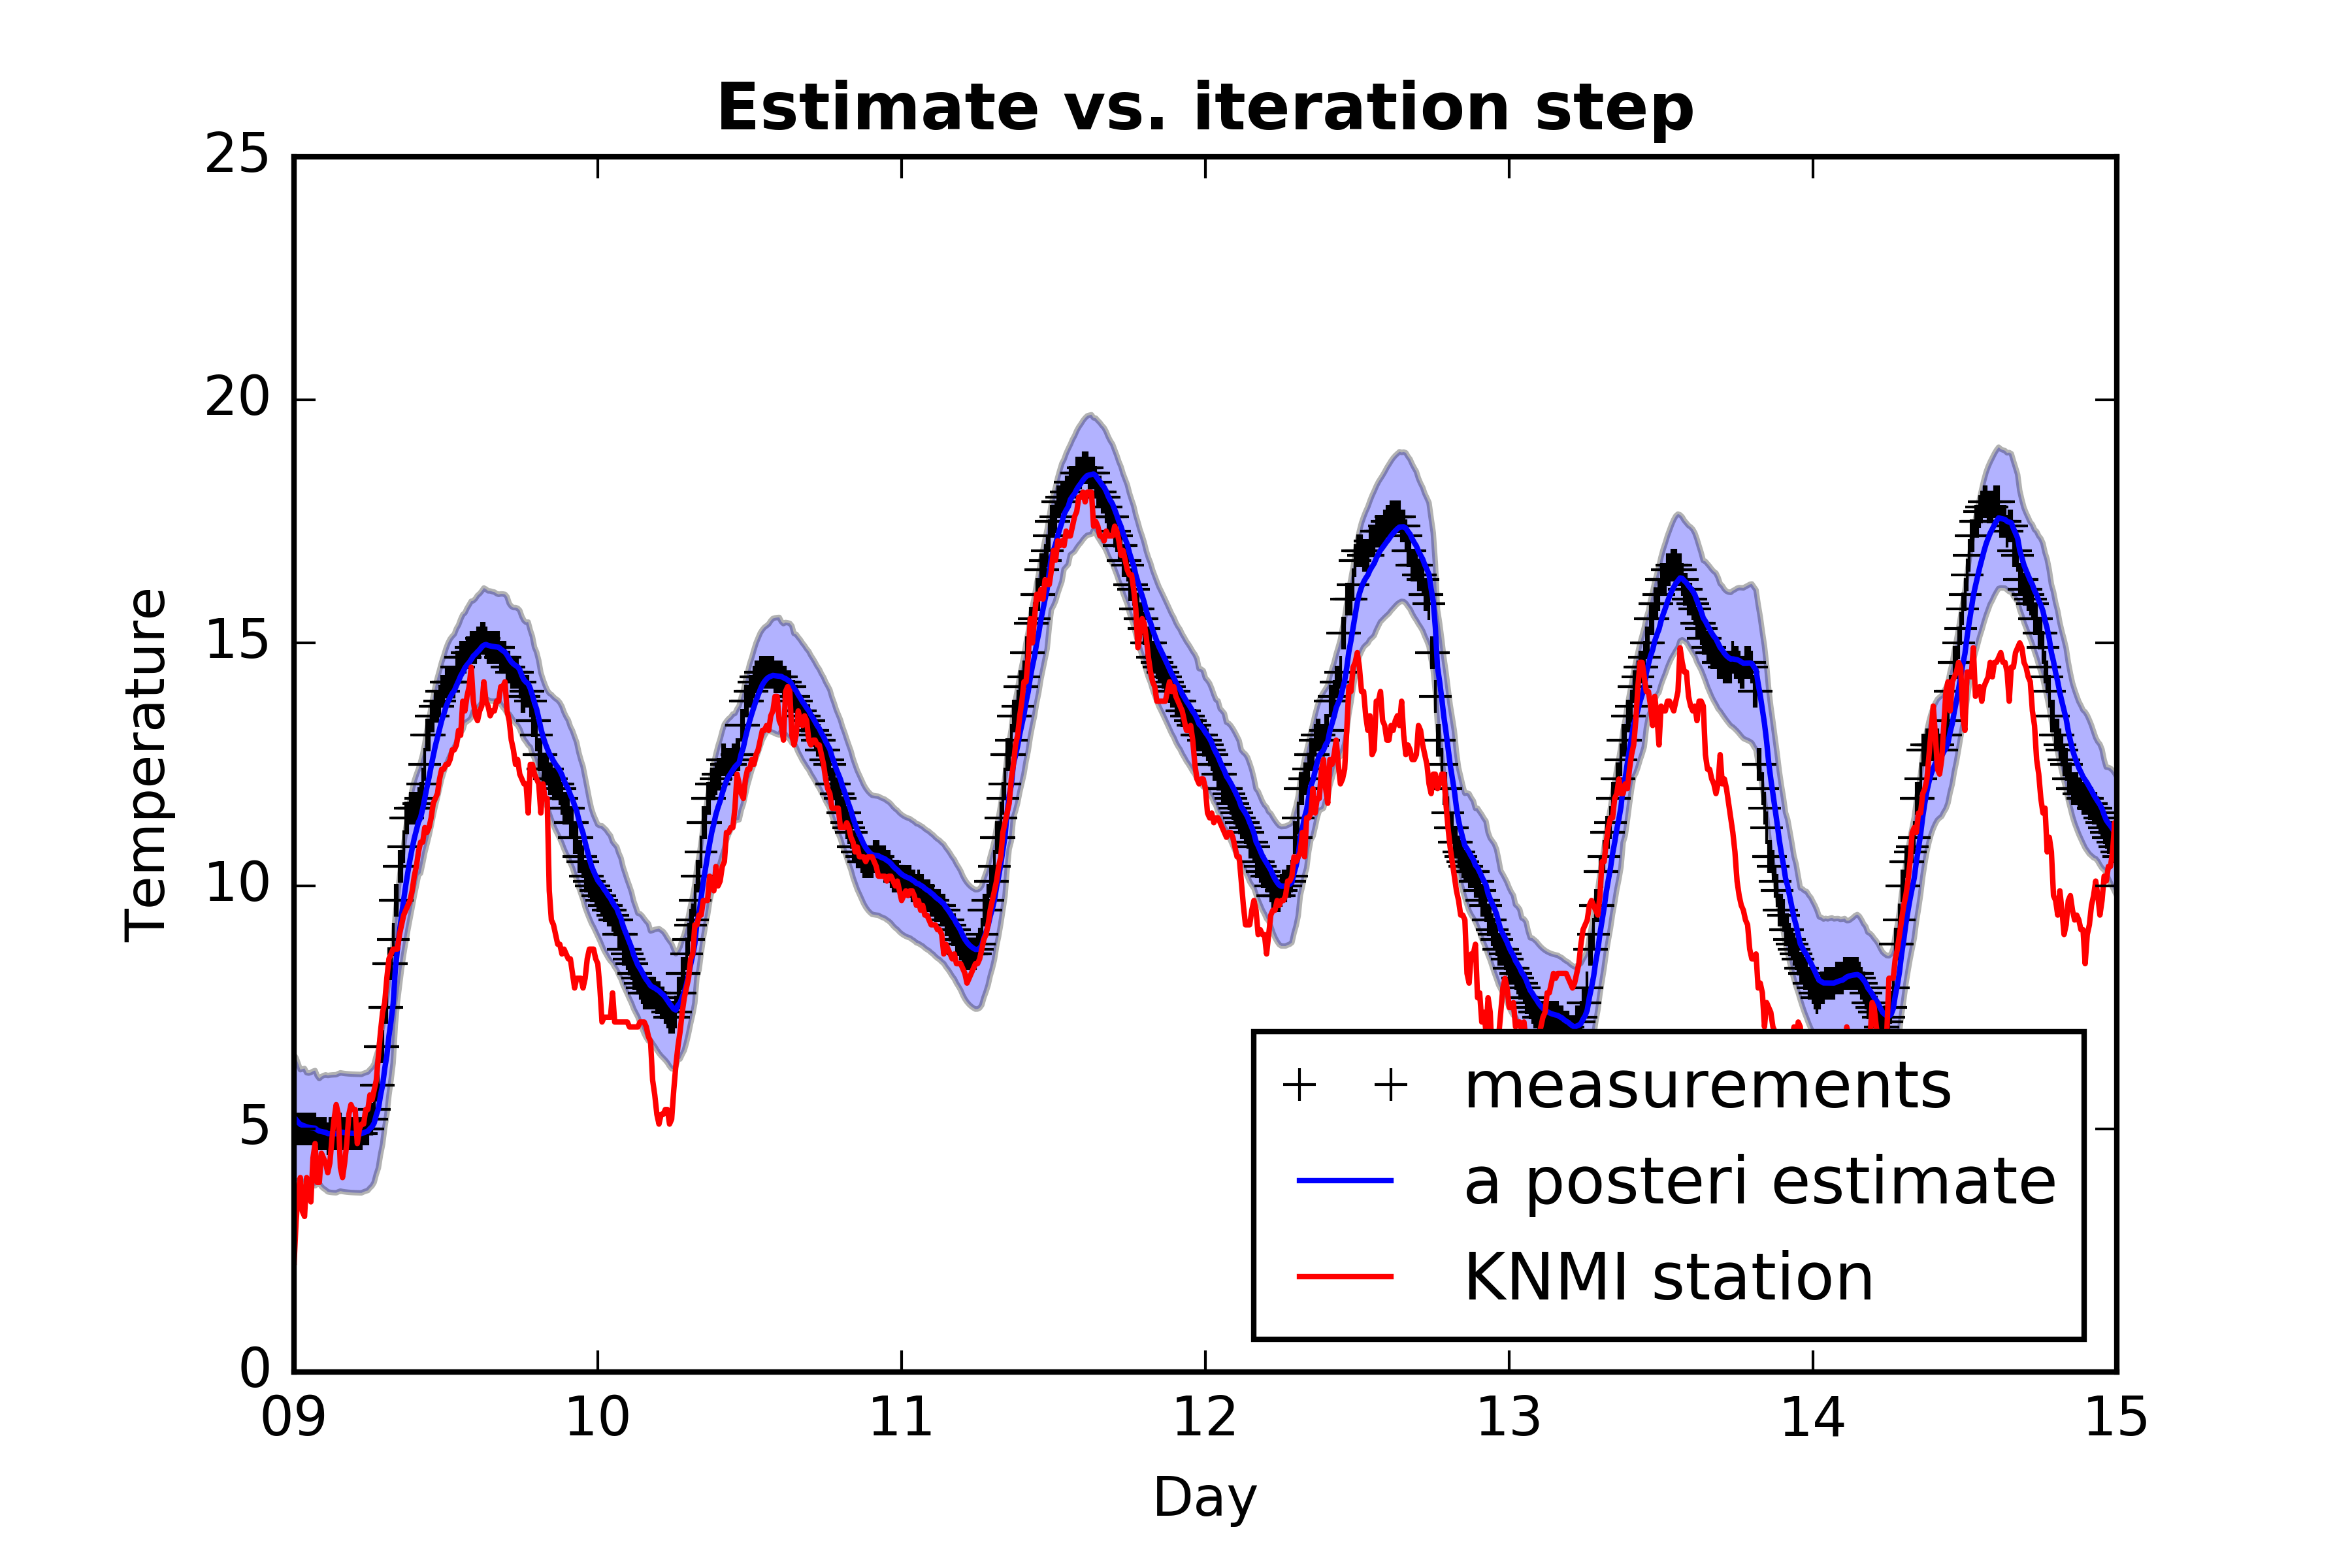 Estimate vs. iteration step
25
20
15
10
5
0
Temperature
09 10 11 12 13 14 15
Day
measurements
a posteri estimate
KNMI station